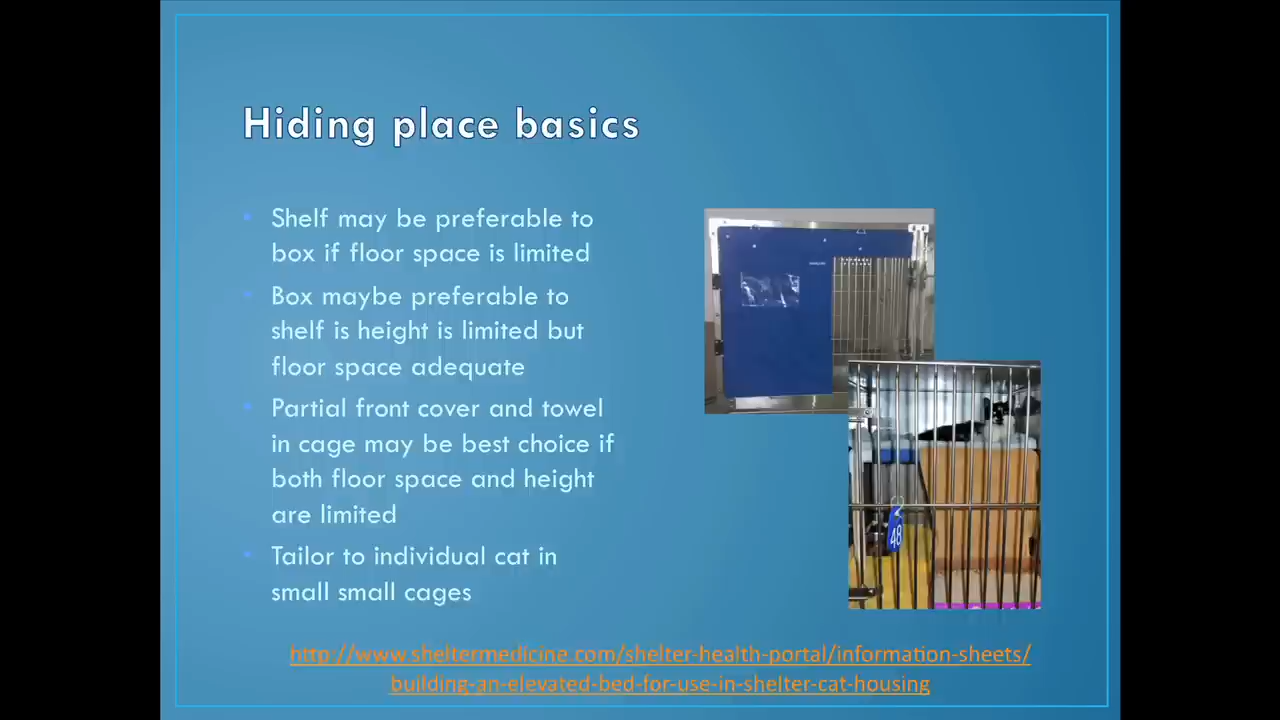 Hiding place basics
• Shelf may be preferable to
box if floor space is limited
• Box maybe preferable to
shelf is height is limited but
floor space adequate
• Partial front cover and towel
in cage may be best choice if
both floor space and height
are limited
• Tailor to individual cat in
small small cages
48
http://www.sheltermedicine.com/shelter-health-portal/information-sheets/
building-an-elevated-bed-for-use-in-shelter-cat-housing